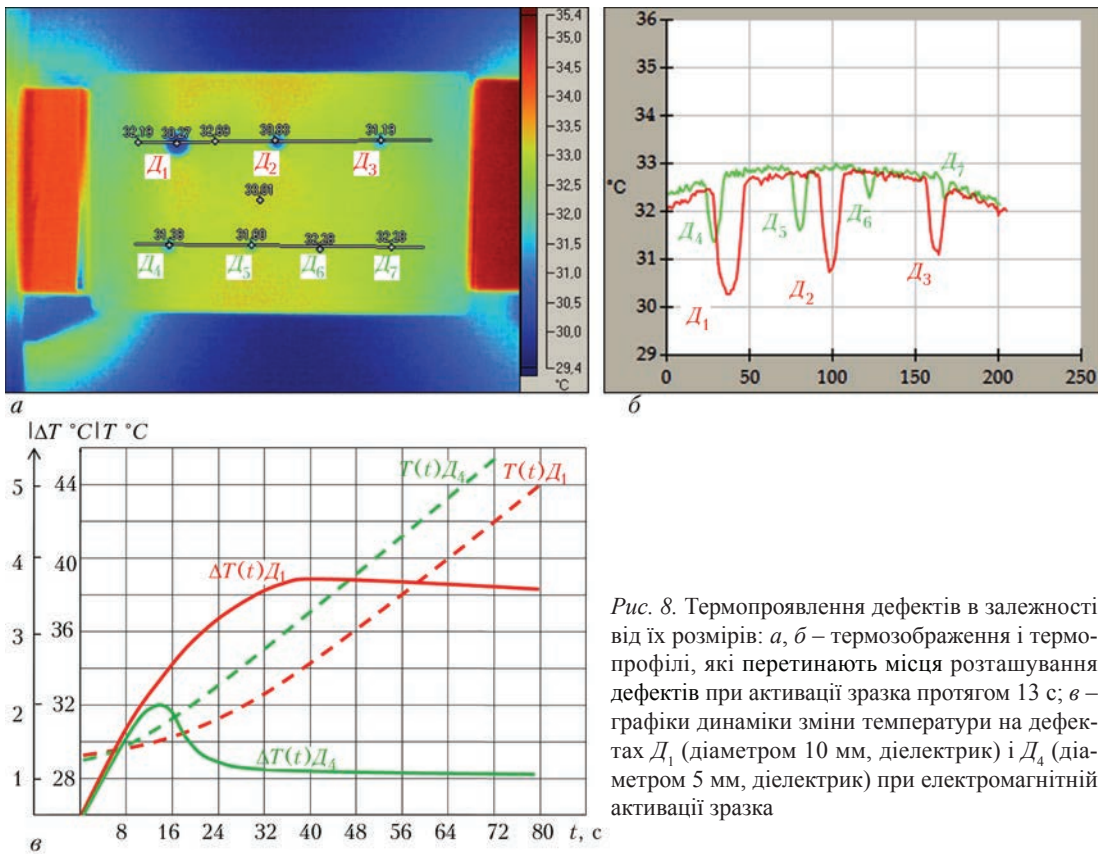 35,4
35,0
34,5
34,0
33,5
33,0
32,5
32,0
31,5
31,0
30,5
30,0
29,4
°C
32,19 30,27 32,69 30,83 31,19
Д1 Д2 Д3
31,39 31,69 32,28 32,28
Д4 Д5 Д6 Д7
а
36
35
34
33
°C
32
31
30
29
0 50 100 150 200 250
Д7
Д4 Д5 Д6
Д3
Д2
Д1
б
|ΔT °C|T °C
T(t)Д4 T(t)Д1
5 44
4 40
ΔT(t)Д1
3 36
2 32
ΔT(t)Д4
1 28
8 16 24 32 40 48 56 64 72 80 t, с
в
Рис. 8. Термопроявлення дефектів в залежності
від їх розмірів: а, б – термозображення і термо-
профілі, які перетинають місця розташування
дефектів при активації зразка протягом 13 с; в –
графіки динаміки зміни температури на дефек-
тах Д1 (діаметром 10 мм, діелектрик) і Д4 (діа-
метром 5 мм, діелектрик) при електромагнітній
активації зразка